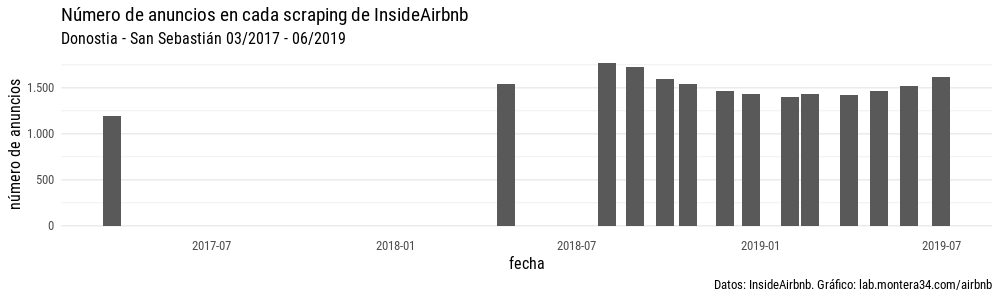 Número de anuncios en cada scraping de InsideAirbnb
Donostia - San Sebastián 03/2017 - 06/2019
número de anuncios
1.500
1.000
500
0
2017-07
2018-01
2018-07
2019-01
2019-07
fecha
Datos: InsideAirbnb. Gráfico: lab.montera34.com/airbnb